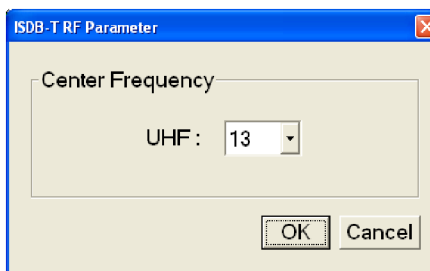 ISDB-T RF Parameter
Center Frequency
UHF : 13
OK Cancel